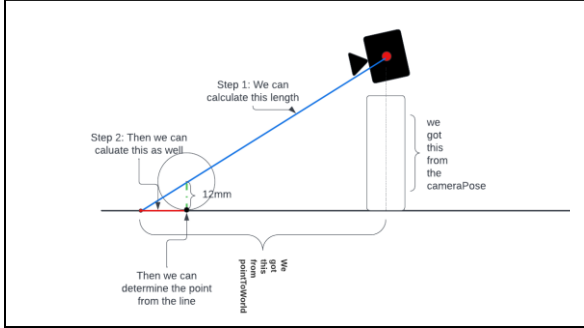 Step 1: We can
calculate this length
Step 2: Then we can
caluate this as well
12mm
we
got
this
from
the
cameraPose
Then we can
determine the point
from the line
We
got
this
from
pointToWorld